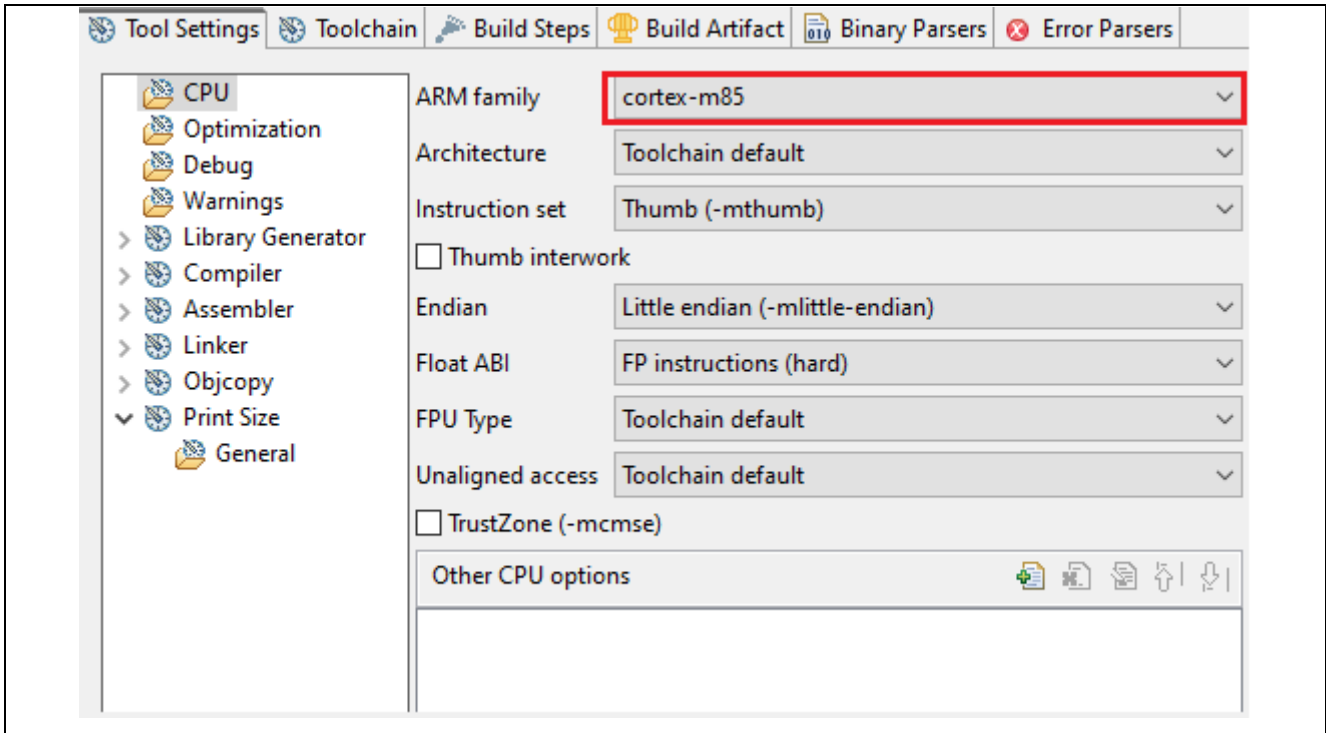 Tool Settings Toolchain Build Steps Build Artifact Binary Parsers Error Parsers
CPU
Optimization
Debug
Warnings
Library Generator
Compiler
Assembler
Linker
Objcopy
Print Size
General
ARM family cortex-m85
Architecture Toolchain default
Instruction set Thumb (-mthumb)
Thumb interwork
Endian Little endian (-mlittle-endian)
Float ABI FP instructions (hard)
FPU Type Toolchain default
Unaligned access Toolchain default
TrustZone (-mcmse)
Other CPU options